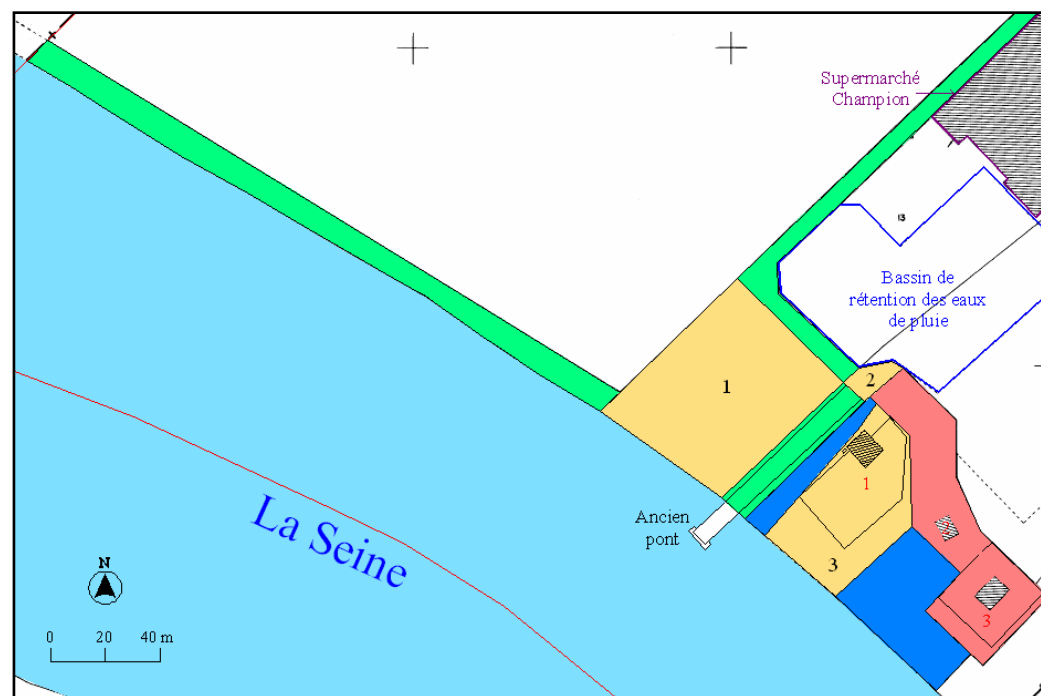 Supermarché
Champion
13
Bassin de
rétention des eaux
de pluie
1
2
1
Ancien
pont
3
3
La Seine
N
0 20 40 m